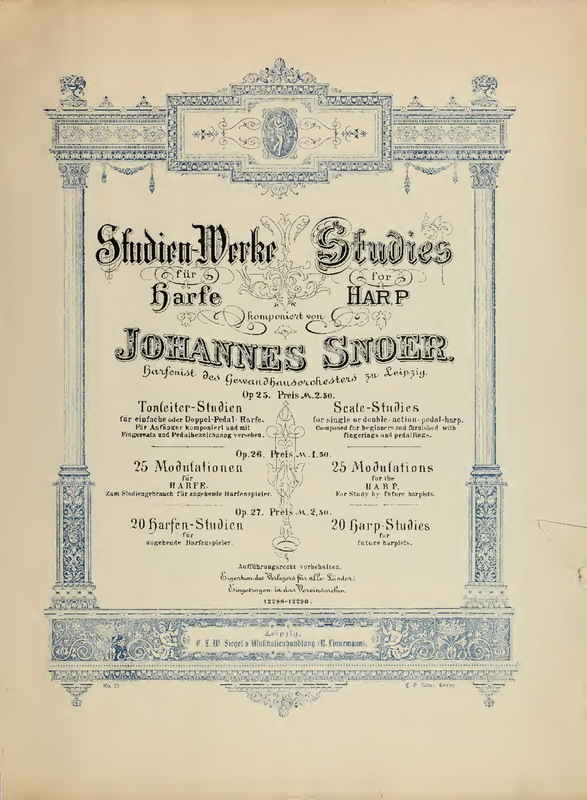 Studien-Werke
für
Harfe
Studies
for
HARP
komponiert von
JOHANNES SNOER.
Harfenist des Gewandhausorchesters zu Leipzig.
Op 25. Preis M. 2.50.
Tonleiter-Studien
für einfache oder Doppel-Pedal-Harfe.
Für Anfänger komponiert und mit
Fingersatz und Pedalbezeichnung versehen.
Scale-Studies
for single or double-action-pedal-harp.
Composed for beginners and furnished with
fingerings and pedallings.
Op. 26. Preis M. 1,50.
25 Modulationen
für
HARFE.
Zum Studiengebrauch für angehende Harfenspieler.
25 Modulations
for the
HARP.
For Study by future harpists.
Op. 27. Preis M. 2,50.
20 Harfen-Studien
für
angehende Harfenspieler.
20 Harp-Studies
for
future harpists.
Aufführungsrecht vorbehalten.
Eigentum des Verlegers für alle Länder.
Eingetragen in das Vereinsarchiv.
12288-12290.
Leipzig,
C. F. W. Siegel's Musikalienhandlung (R. Linnemann).